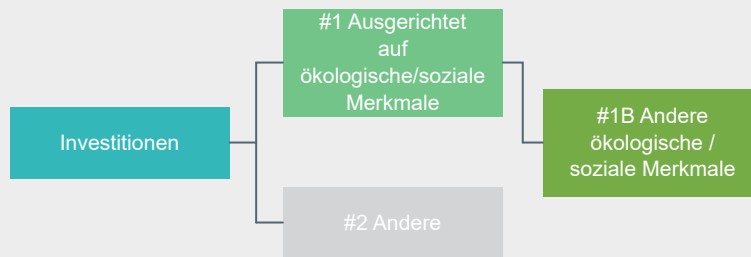 #1 Ausgerichtet
auf
ökologische/soziale
Merkmale
Investitionen
#1B Andere
ökologische /
soziale Merkmale
#2 Andere